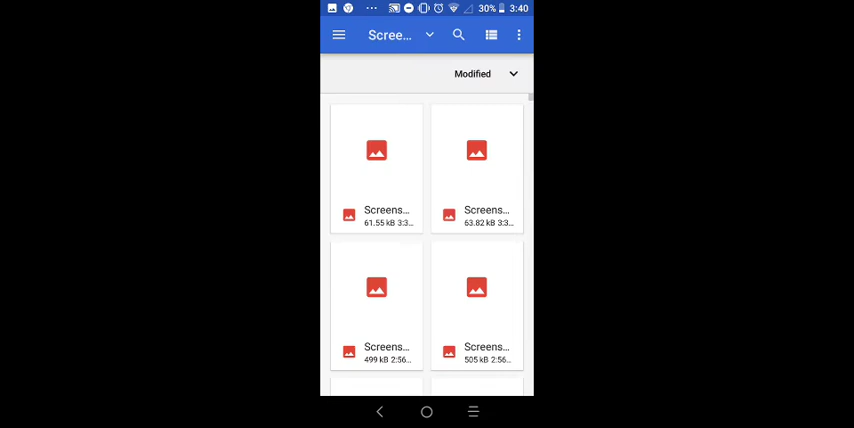 30% 3:40
Scree...
Modified
Screens...
61.55 kB 3:3...
Screens...
63.82 kB 3:3...
Screens...
499 kB 2:56...
Screens...
505 kB 2:56...